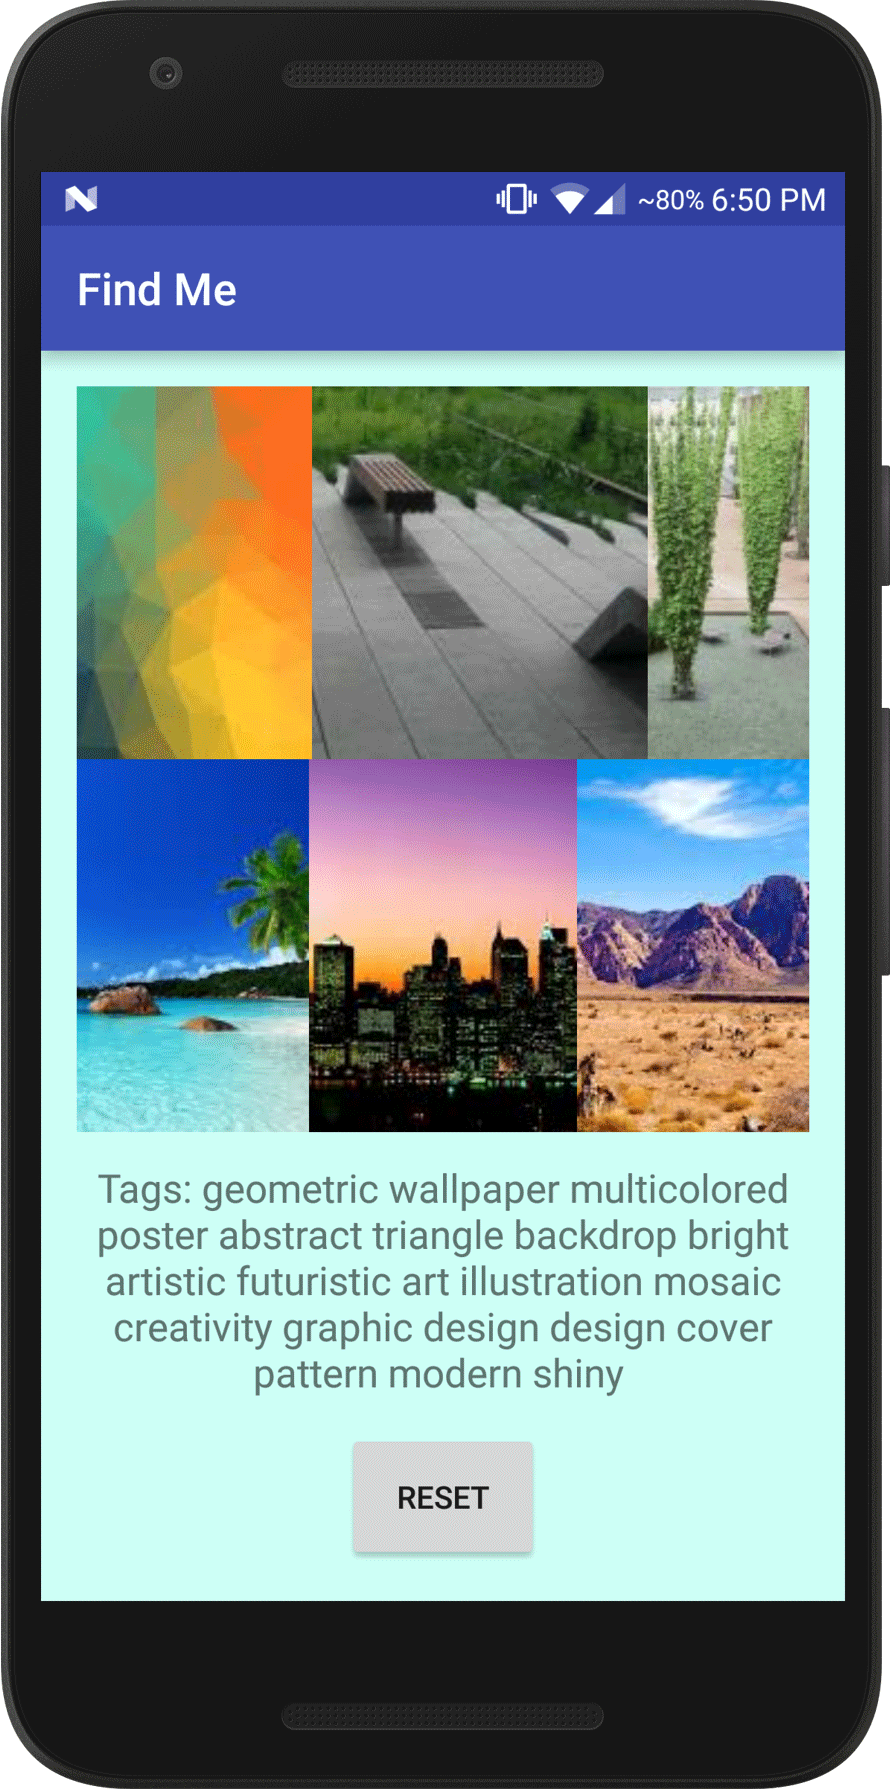 ~80% 6:50 PM
Find Me
Tags: geometric wallpaper multicolored
poster abstract triangle backdrop bright
artistic futuristic art illustration mosaic
creativity graphic design design cover
pattern modern shiny
RESET